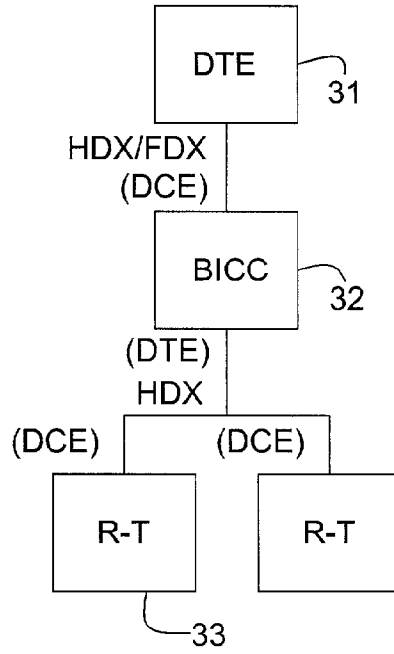 DTE
31
HDX/FDX
(DCE)
BICC
32
(DTE)
HDX
(DCE)
(DCE)
R-T
R-T
33